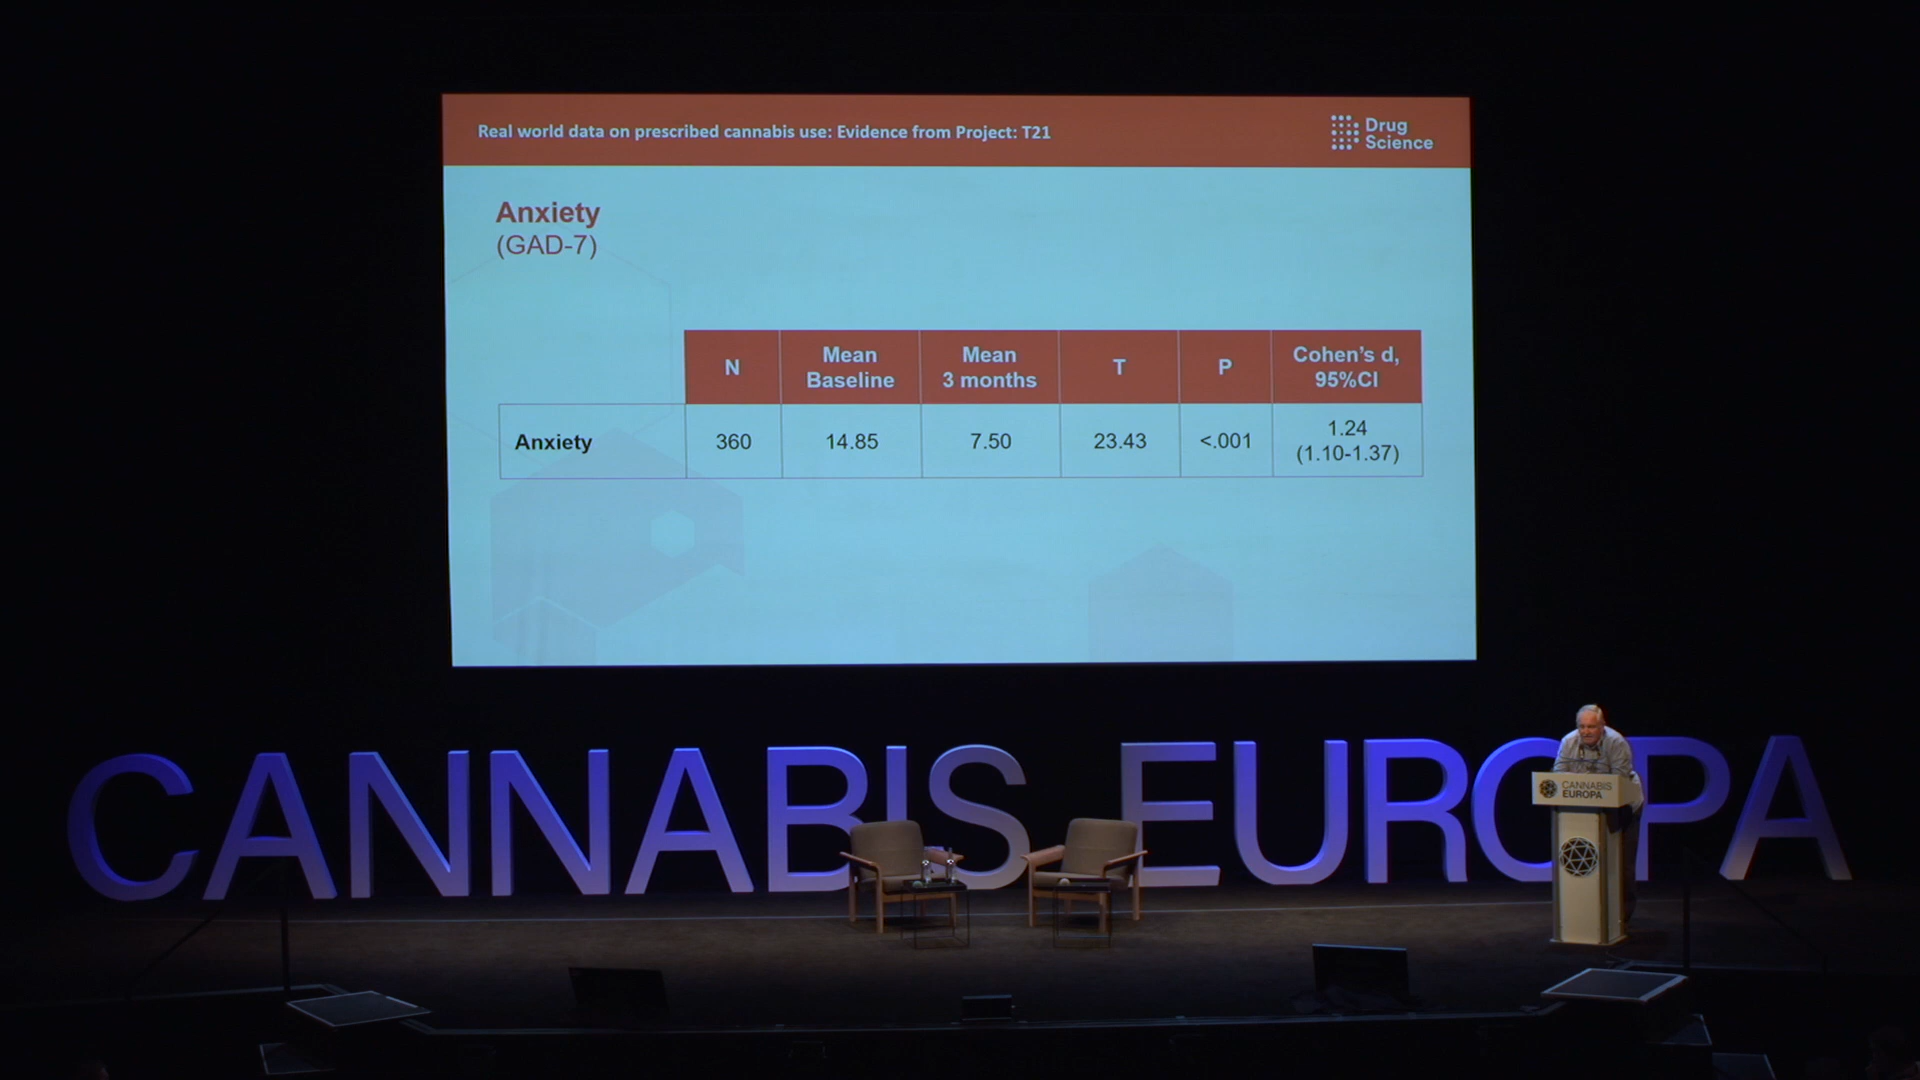 Real world data on prescribed cannabis use: Evidence from Project: T21
Drug
Science
Anxiety
(GAD-7)
N
Mean
Baseline
Mean
3 months
T
P
Cohen’s d,
95%CI
Anxiety
360
14.85
7.50
23.43
<.001
1.24
(1.10-1.37)
CANNABIS EUROPA
CANNABIS
EUROPA